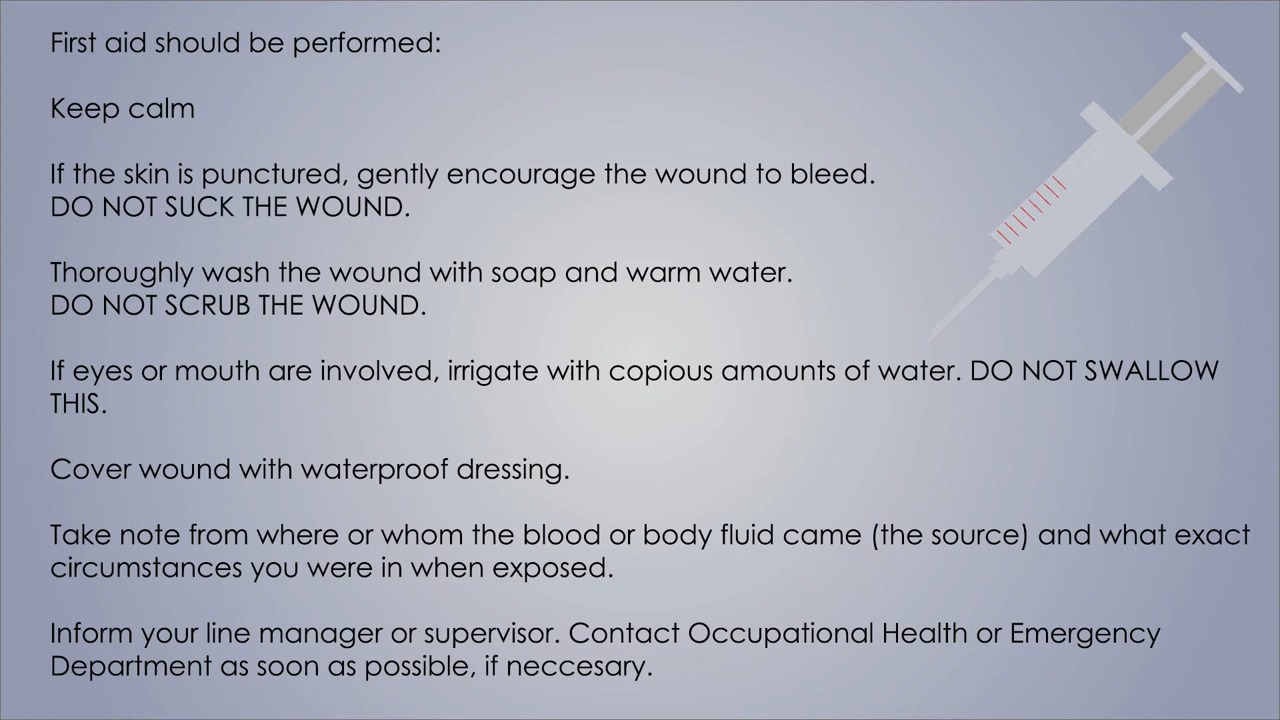 First aid should be performed:
Keep calm
If the skin is punctured, gently encourage the wound to bleed.
DO NOT SUCK THE WOUND.
Thoroughly wash the wound with soap and warm water.
DO NOT SCRUB THE WOUND.
If eyes or mouth are involved, irrigate with copious amounts of water. DO NOT SWALLOW
THIS.
Cover wound with waterproof dressing.
Take note from where or whom the blood or body fluid came (the source) and what exact
circumstances you were in when exposed.
Inform your line manager or supervisor. Contact Occupational Health or Emergency
Department as soon as possible, if neccesary.